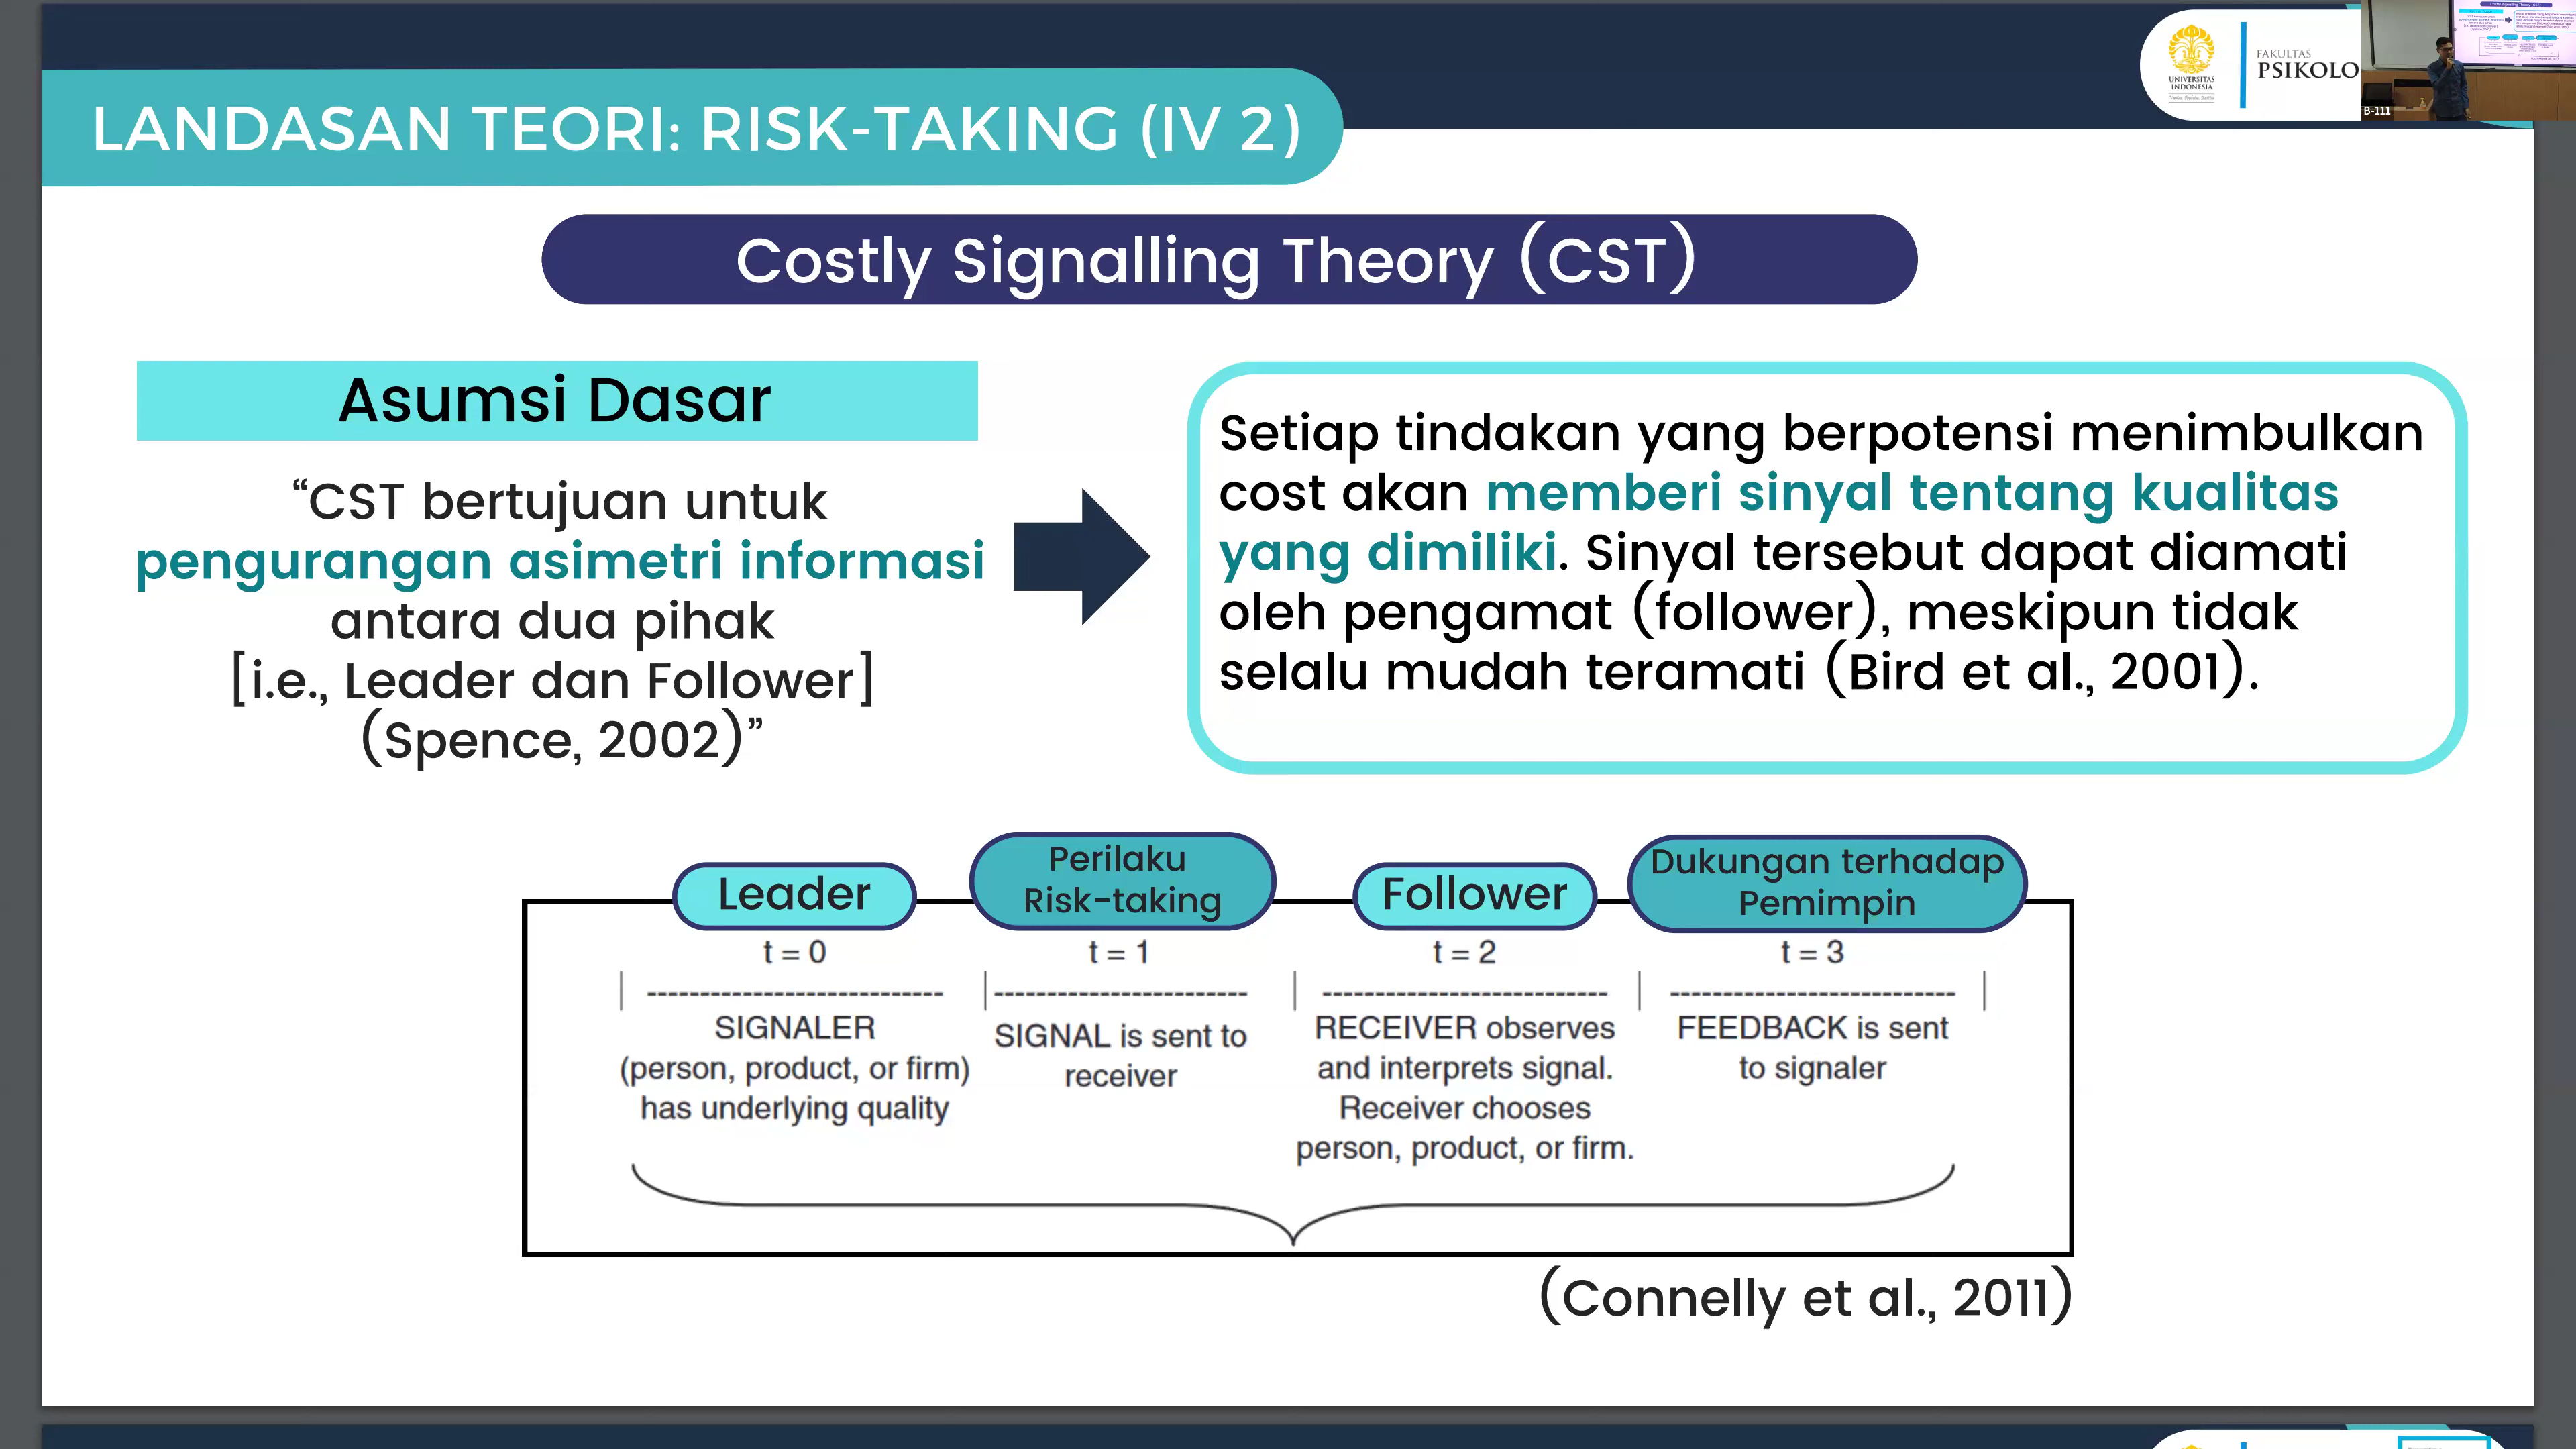 UNIVERSITAS
INDONESIA
FAKULTAS
PSIKOLO
B-111
LANDASAN TEORI: RISK-TAKING (IV 2)
Costly Signalling Theory (CST)
Asumsi Dasar
“CST bertujuan untuk
pengurangan asimetri informasi
antara dua pihak
[i.e., Leader dan Follower]
(Spence, 2002)”
Setiap tindakan yang berpotensi menimbulkan
cost akan memberi sinyal tentang kualitas
yang dimiliki. Sinyal tersebut dapat diamati
oleh pengamat (follower), meskipun tidak
selalu mudah teramati (Bird et al., 2001).
Leader
t = 0
SIGNALER
(person, product, or firm)
has underlying quality
Perilaku
Risk-taking
t = 1
SIGNAL is sent to
receiver
Follower
t = 2
RECEIVER observes
and interprets signal.
Receiver chooses
person, product, or firm.
Dukungan terhadap
Pemimpin
t = 3
FEEDBACK is sent
to signaler
(Connelly et al., 2011)